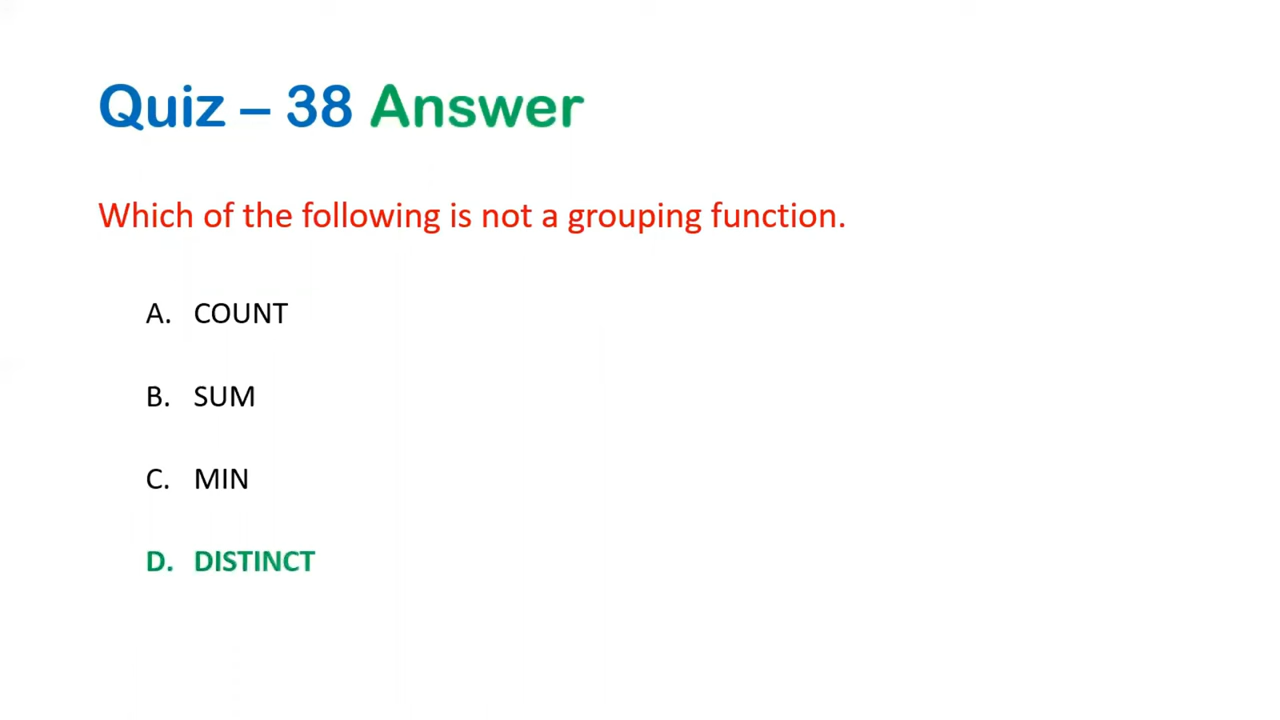 Quiz – 38 Answer
Which of the following is not a grouping function.
A. COUNT
B. SUM
C. MIN
D. DISTINCT